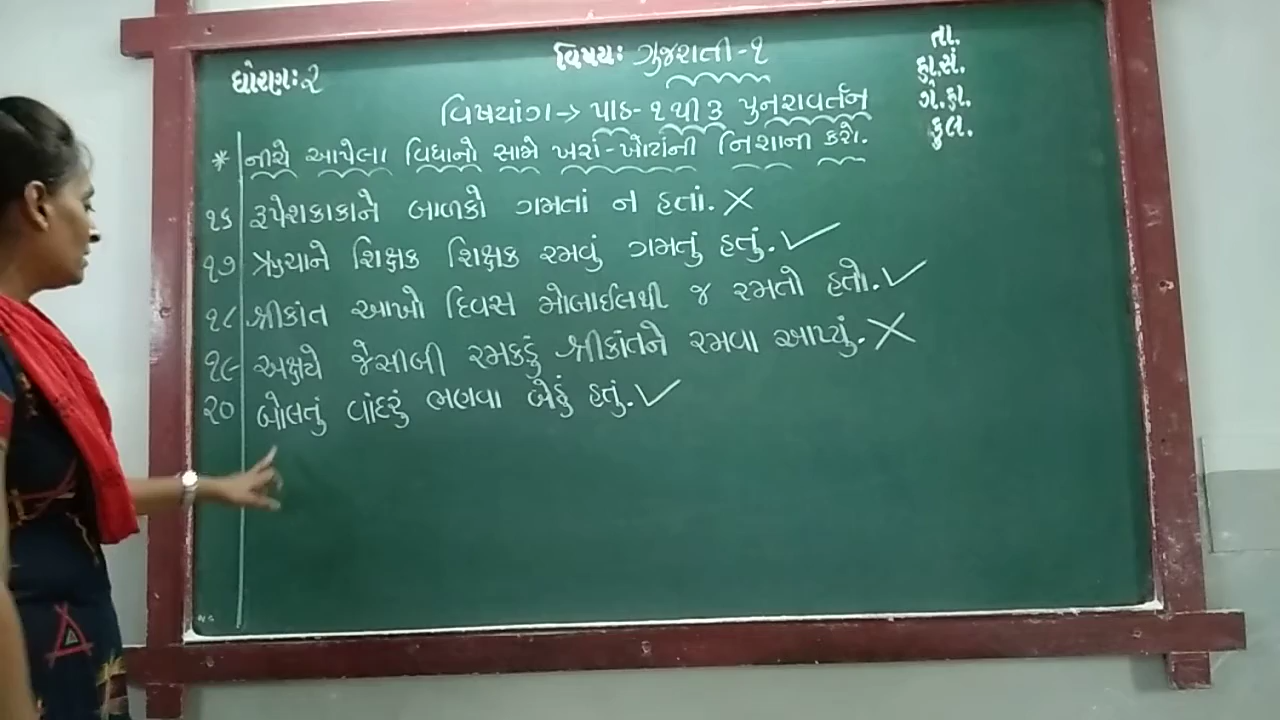 ધોરણ: ૨
વિષય: ગુજરાતી-૧
તા.
હા.સં.
ગે.હા.
કુલ.
વિષયાંગ → પાઠ-૧ થી ૩ પુનરાવર્તન
* નીચે આપેલા વિધાનો સામે ખરાં-ખોટાંની નિશાની કરો.
૧૬ રૂપેશકાકાને બાળકો ગમતાં ન હતાં. ✗
૧૭ ઋચાને શિક્ષક શિક્ષક રમવું ગમતું હતું. ✓
૧૮ શ્રીકાંત આખો દિવસ મોબાઈલથી જ રમતો હતો. ✓
૧૯ અક્ષયે જેસીબી રમકડું શ્રીકાંતને રમવા આપ્યું. ✗
૨૦ બોલતું વાંદરું ભણવા બેઠું હતું. ✓